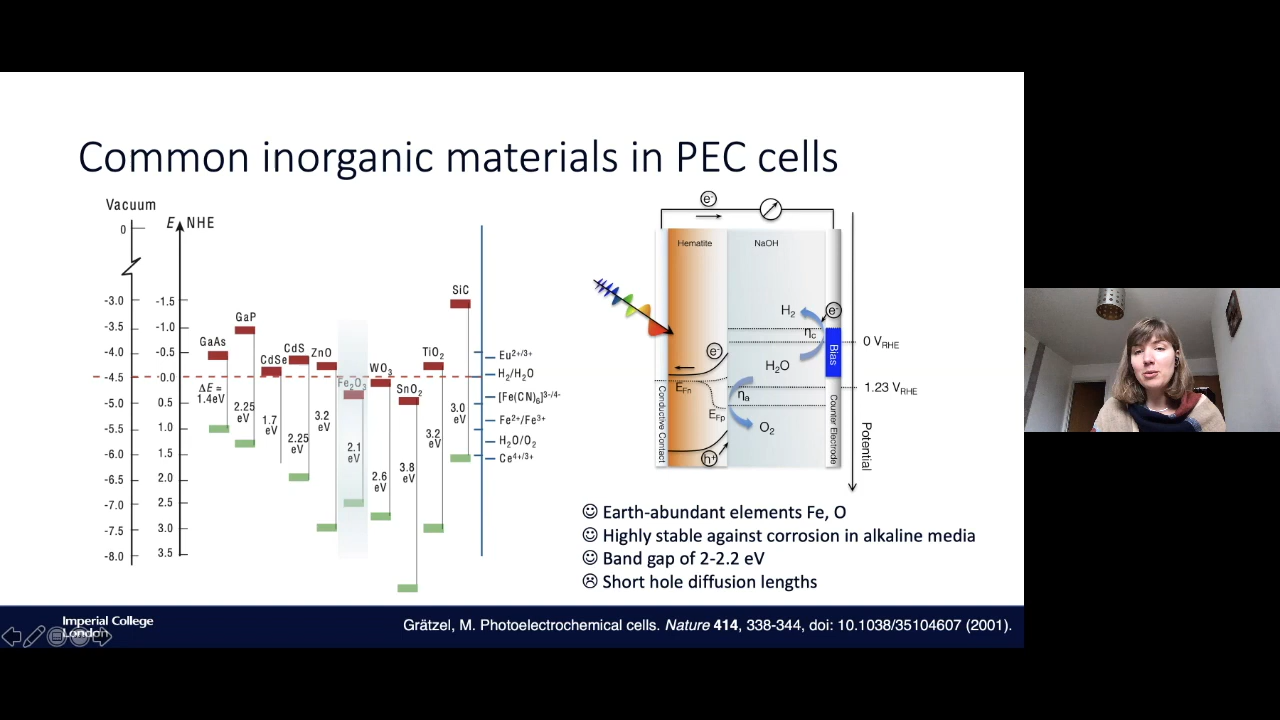 Common inorganic materials in PEC cells
Vacuum
E NHE
0
-3.0
-3.5
-4.0
-4.5
-5.0
-5.5
-6.0
-6.5
-7.0
-7.5
-8.0
-1.5
-1.0
-0.5
0.0
0.5
1.0
1.5
2.0
2.5
3.0
3.5
GaAs
ΔE =
1.4eV
GaP
2.25
eV
CdSe
1.7
eV
CdS
2.25
eV
ZnO
3.2
eV
Fe2O3
2.1
eV
WO3
2.6
eV
SnO2
3.8
eV
TiO2
3.2
eV
SiC
3.0
eV
Eu2+/3+
H2/H2O
[Fe(CN)6]3-/4-
Fe2+/Fe3+
H2O/O2
Ce4+/3+
e-
Hematite
NaOH
H2
e-
ηc
0 VRHE
Bias
H2O
e-
EFn
ηa
1.23 VRHE
EFp
O2
h+
Conductive Contact
Counter Electrode
Potential
☺ Earth-abundant elements Fe, O
☺ Highly stable against corrosion in alkaline media
☺ Band gap of 2-2.2 eV
☹ Short hole diffusion lengths
Imperial College
London
Grätzel, M. Photoelectrochemical cells. Nature 414, 338-344, doi: 10.1038/35104607 (2001).